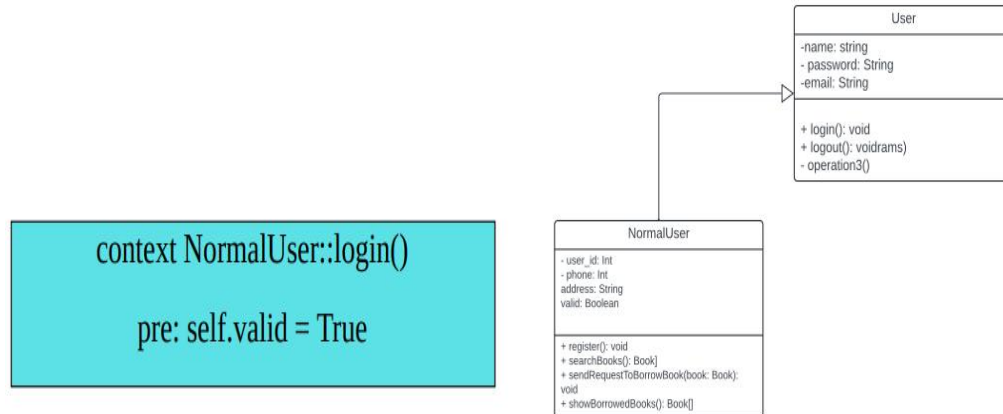 context NormalUser::login()
pre: self.valid = True
User
-name: string
- password: String
-email: String
+ login(): void
+ logout(): voidrams)
- operation3()
NormalUser
- user_id: Int
- phone: Int
address: String
valid: Boolean
+ register(): void
+ searchBooks(): Book]
+ sendRequestToBorrowBook(book: Book):
void
+ showBorrowedBooks(): Book[]